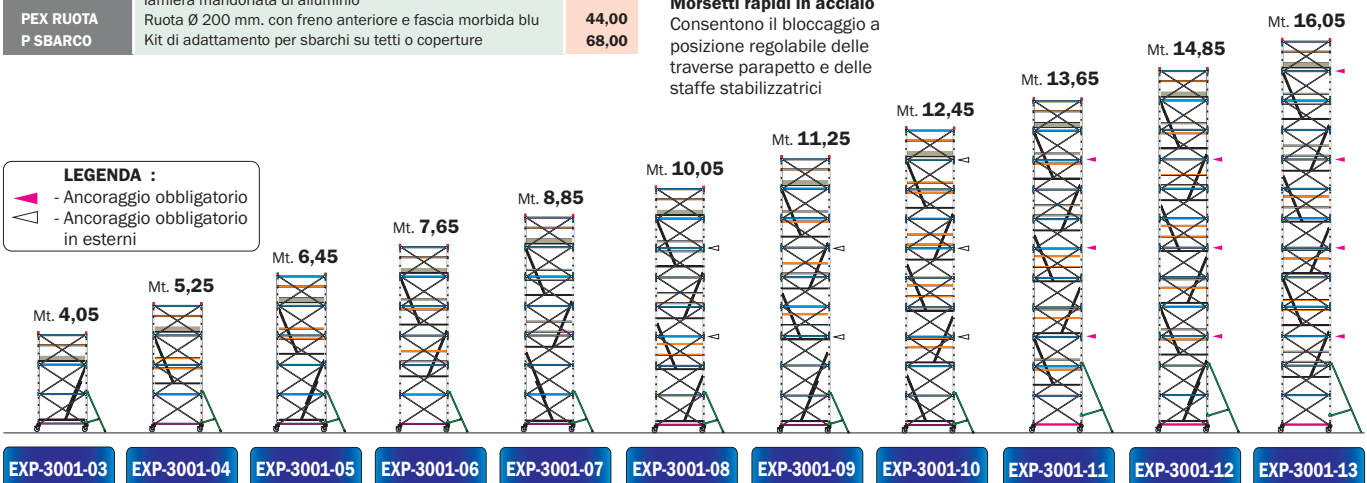 lamiera mandorlata di alluminio
PEX RUOTA Ruota Ø 200 mm. con freno anteriore e fascia morbida blu 44,00
P SBARCO Kit di adattamento per sbarchi su tetti o coperture 68,00
Morsetti rapidi in acciaio
Consentono il bloccaggio a
posizione regolabile delle
traverse parapetto e delle
staffe stabilizzatrici
LEGENDA :
- Ancoraggio obbligatorio
- Ancoraggio obbligatorio
in esterni
Mt. 4,05
Mt. 5,25
Mt. 6,45
Mt. 7,65
Mt. 8,85
Mt. 10,05
Mt. 11,25
Mt. 12,45
Mt. 13,65
Mt. 14,85
Mt. 16,05
EXP-3001-03
EXP-3001-04
EXP-3001-05
EXP-3001-06
EXP-3001-07
EXP-3001-08
EXP-3001-09
EXP-3001-10
EXP-3001-11
EXP-3001-12
EXP-3001-13